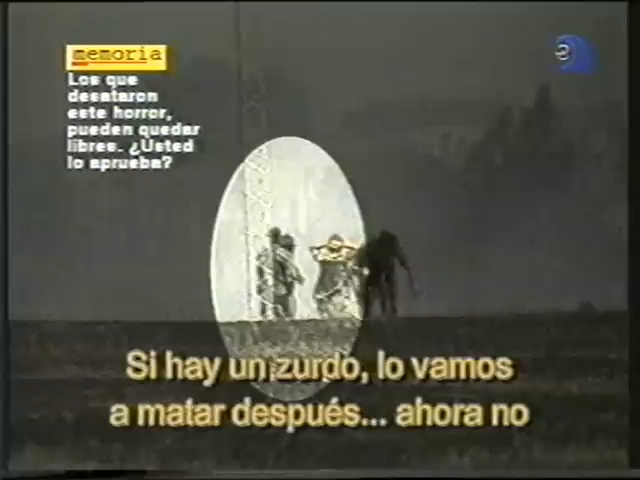 memoria
Los que
desataron
este horror,
pueden quedar
libres. ¿Usted
lo aprueba?
Si hay un zurdo, lo vamos
a matar después... ahora no